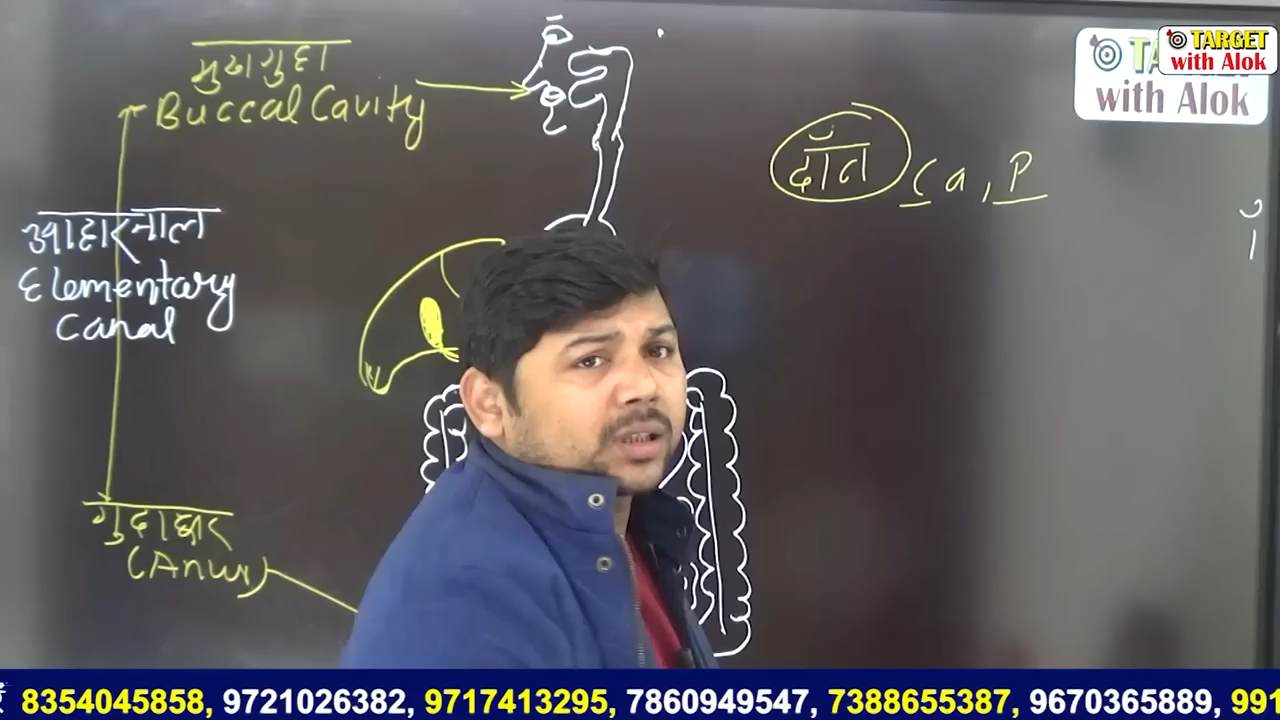 मुखगुहा
Buccal Cavity
आहारनाल
Elementary
Canal
गुदाद्वार
(Anus)
दाँत Ca, P
TARGET
with Alok
with Alok
8354045858, 9721026382, 9717413295, 7860949547, 7388655387, 9670365889, 991